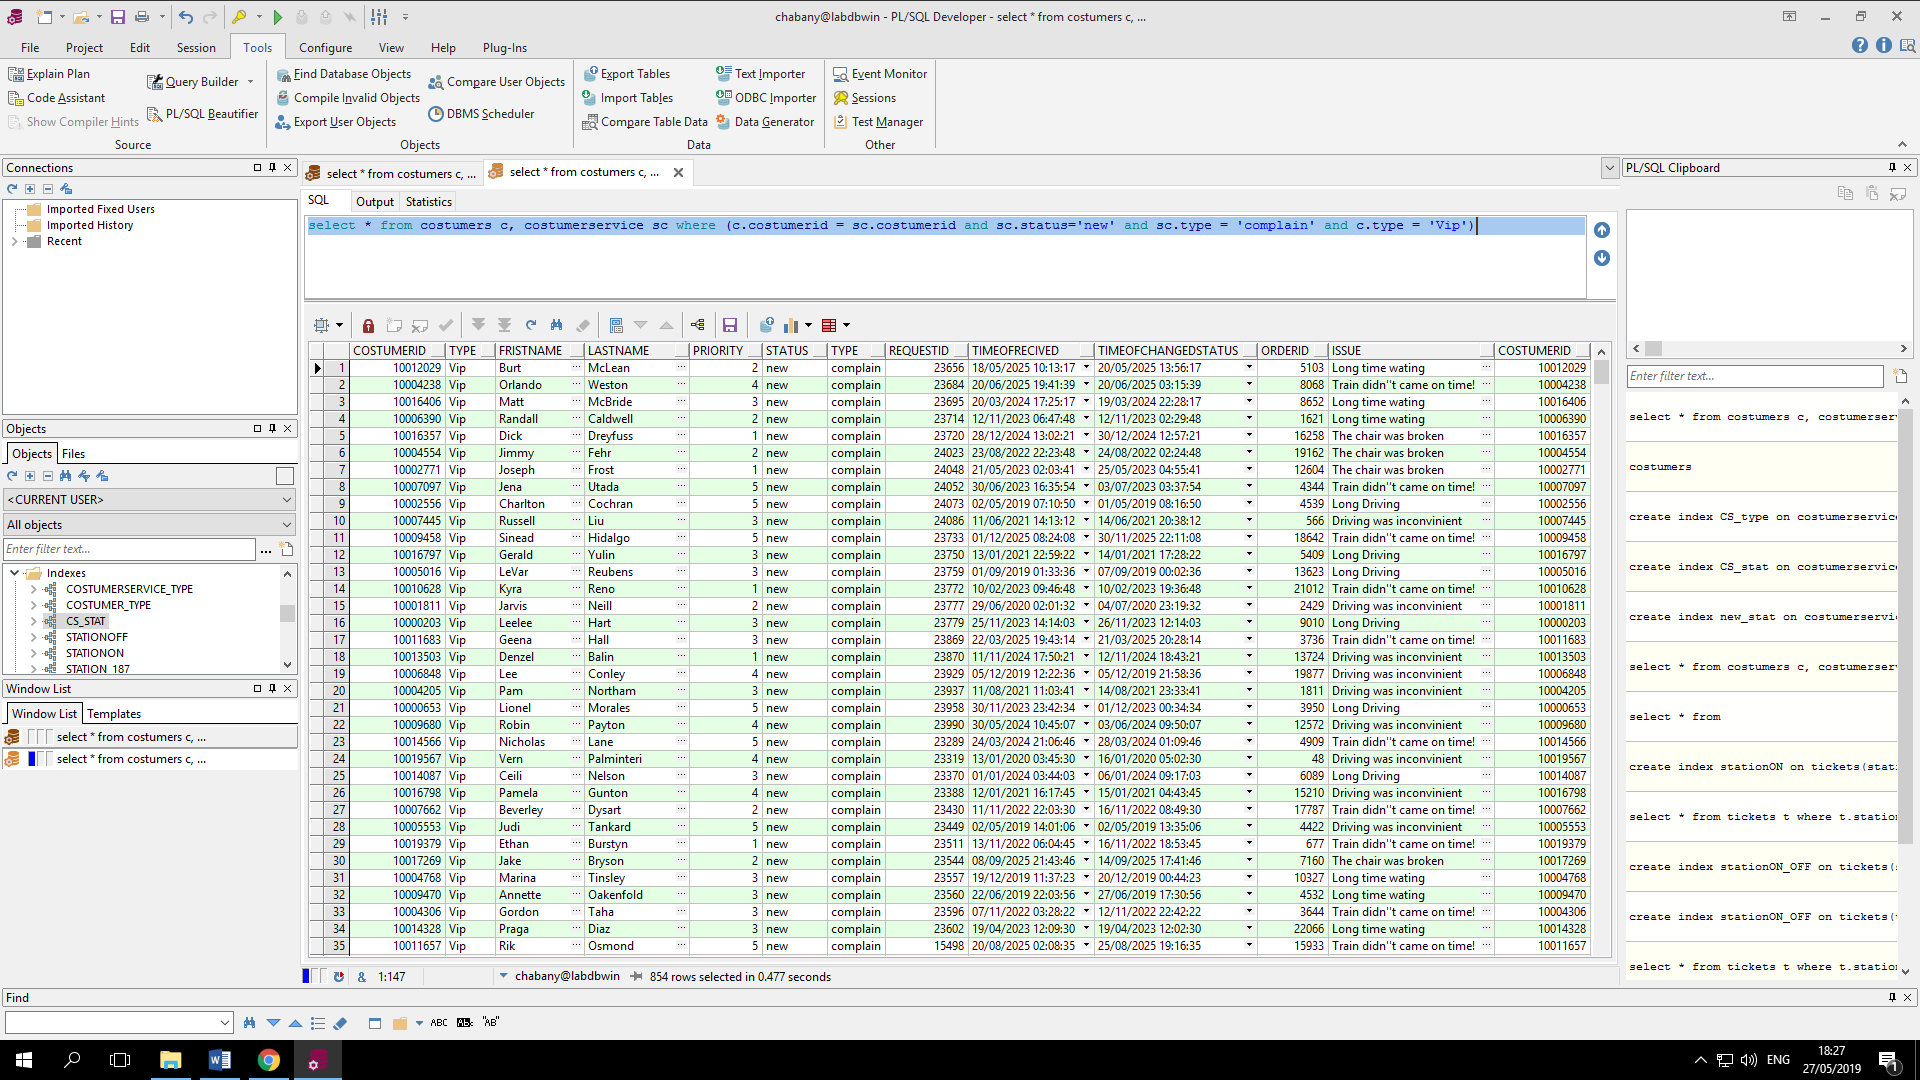 chabany@labdbwin - PL/SQL Developer - select * from costumers c, ...
File Project Edit Session Tools Configure View Help Plug-Ins
Explain Plan
Code Assistant
Show Compiler Hints
Query Builder
PL/SQL Beautifier
Source
Find Database Objects
Compile Invalid Objects
Export User Objects
Compare User Objects
DBMS Scheduler
Objects
Export Tables
Import Tables
Compare Table Data
Text Importer
ODBC Importer
Data Generator
Data
Event Monitor
Sessions
Test Manager
Other
Connections
Imported Fixed Users
Imported History
Recent
Objects
Objects Files
<CURRENT USER>
All objects
Enter filter text...
Indexes
COSTUMERSERVICE_TYPE
COSTUMER_TYPE
CS_STAT
STATIONOFF
STATIONON
STATION_187
Window List
Window List Templates
select * from costumers c, ...
select * from costumers c, ...
select * from costumers c, ... select * from costumers c, ...
SQL Output Statistics
select * from costumers c, costumerservice sc where (c.costumerid = sc.costumerid and sc.status='new' and sc.type = 'complain' and c.type = 'Vip')
COSTUMERID TYPE FRISTNAME LASTNAME PRIORITY STATUS TYPE REQUESTID TIMEOFRECIVED TIMEOFCHANGEDSTATUS ORDERID ISSUE COSTUMERID
1 10012029 Vip Burt McLean 2 new complain 23656 18/05/2025 10:13:17 20/05/2025 13:56:17 5103 Long time wating 10012029
2 10004238 Vip Orlando Weston 4 new complain 23684 20/06/2025 19:41:39 20/06/2025 03:15:39 8068 Train didn''t came on time! 10004238
3 10016406 Vip Matt McBride 3 new complain 23695 20/03/2024 17:25:17 19/03/2024 22:28:17 8652 Long time wating 10016406
4 10006390 Vip Randall Caldwell 2 new complain 23714 12/11/2023 06:47:48 12/11/2023 02:29:48 1621 Long time wating 10006390
5 10016357 Vip Dick Dreyfuss 1 new complain 23720 28/12/2024 13:02:21 30/12/2024 12:57:21 16258 The chair was broken 10016357
6 10004554 Vip Jimmy Fehr 2 new complain 24023 23/08/2022 22:23:48 24/08/2022 02:24:48 19162 The chair was broken 10004554
7 10002771 Vip Joseph Frost 1 new complain 24048 21/05/2023 02:03:41 25/05/2023 04:55:41 12604 The chair was broken 10002771
8 10007097 Vip Jena Utada 5 new complain 24052 30/06/2023 16:35:54 03/07/2023 03:37:54 4344 Train didn''t came on time! 10007097
9 10002556 Vip Charlton Cochran 5 new complain 24073 02/05/2019 07:10:50 01/05/2019 08:16:50 4539 Long Driving 10002556
10 10007445 Vip Russell Liu 3 new complain 24086 11/06/2021 14:13:12 14/06/2021 20:38:12 566 Driving was inconvinient 10007445
11 10009458 Vip Sinead Hidalgo 5 new complain 23733 01/12/2025 08:24:08 30/11/2025 22:11:08 18642 Train didn''t came on time! 10009458
12 10016797 Vip Gerald Yulin 3 new complain 23750 13/01/2021 22:59:22 14/01/2021 17:28:22 5409 Long Driving 10016797
13 10005016 Vip LeVar Reubens 3 new complain 23759 01/09/2019 01:33:36 07/09/2019 00:02:36 13623 Long Driving 10005016
14 10010628 Vip Kyra Reno 1 new complain 23772 10/02/2023 09:46:48 10/02/2023 19:36:48 21012 Train didn''t came on time! 10010628
15 10001811 Vip Jarvis Neill 2 new complain 23777 29/06/2020 02:01:32 04/07/2020 23:19:32 2429 Driving was inconvinient 10001811
16 10000203 Vip Leelee Hart 3 new complain 23779 25/11/2023 14:14:03 26/11/2023 12:14:03 9010 Long Driving 10000203
17 10011683 Vip Geena Hall 3 new complain 23869 22/03/2025 19:43:14 21/03/2025 20:28:14 3736 Train didn''t came on time! 10011683
18 10013503 Vip Denzel Balin 1 new complain 23870 11/11/2024 17:50:21 12/11/2024 18:43:21 13724 Driving was inconvinient 10013503
19 10006848 Vip Lee Conley 4 new complain 23929 05/12/2019 12:22:36 05/12/2019 21:58:36 19877 Driving was inconvinient 10006848
20 10004205 Vip Pam Northam 3 new complain 23937 11/08/2021 11:03:41 14/08/2021 23:33:41 1811 Driving was inconvinient 10004205
21 10000653 Vip Lionel Morales 5 new complain 23958 30/11/2023 23:42:34 01/12/2023 00:34:34 3950 Long Driving 10000653
22 10009680 Vip Robin Payton 4 new complain 23990 30/05/2024 10:45:07 03/06/2024 09:50:07 12572 Driving was inconvinient 10009680
23 10014566 Vip Nicholas Lane 5 new complain 23289 24/03/2024 21:06:46 28/03/2024 01:09:46 4909 Train didn''t came on time! 10014566
24 10019567 Vip Vern Palminteri 4 new complain 23319 13/01/2020 03:45:30 16/01/2020 05:02:30 48 Driving was inconvinient 10019567
25 10014087 Vip Ceili Nelson 3 new complain 23370 01/01/2024 03:44:03 06/01/2024 09:17:03 6089 Long Driving 10014087
26 10016798 Vip Pamela Gunton 4 new complain 23388 12/01/2021 16:17:45 15/01/2021 04:43:45 15210 Driving was inconvinient 10016798
27 10007662 Vip Beverley Dysart 2 new complain 23430 11/11/2022 22:03:30 16/11/2022 08:49:30 17787 Train didn''t came on time! 10007662
28 10005553 Vip Judi Tankard 5 new complain 23449 02/05/2019 14:01:06 02/05/2019 13:35:06 4422 Driving was inconvinient 10005553
29 10019379 Vip Ethan Burstyn 1 new complain 23511 13/11/2022 06:04:45 16/11/2022 18:53:45 677 Train didn''t came on time! 10019379
30 10017269 Vip Jake Bryson 2 new complain 23544 08/09/2025 21:43:46 14/09/2025 17:41:46 7160 The chair was broken 10017269
31 10004768 Vip Marina Tinsley 3 new complain 23557 19/12/2019 11:37:23 20/12/2019 00:44:23 10327 Long time wating 10004768
32 10009470 Vip Annette Oakenfold 3 new complain 23560 22/06/2019 22:03:56 27/06/2019 17:30:56 4532 Long time wating 10009470
33 10004306 Vip Gordon Taha 3 new complain 23596 07/11/2022 03:28:22 12/11/2022 22:42:22 3644 Train didn''t came on time! 10004306
34 10014328 Vip Praga Diaz 3 new complain 23602 19/04/2023 12:09:30 19/04/2023 12:02:30 22066 Long time wating 10014328
35 10011657 Vip Rik Osmond 5 new complain 15498 20/08/2025 02:08:35 25/08/2025 19:16:35 15933 Train didn''t came on time! 10011657
& 1:147 chabany@labdbwin 854 rows selected in 0.477 seconds
PL/SQL Clipboard
Enter filter text...
select * from costumers c, costumerserv
costumers
create index CS_type on costumerservice
create index CS_stat on costumerservice
create index new_stat on costumerservi
select * from costumers c, costumerserv
select * from
create index stationON on tickets(stati
select * from tickets t where t.station
create index stationON_OFF on tickets(s
create index stationON_OFF on tickets(
select * from tickets t where t.station
Find
ABC "AB"
ENG
18:27
27/05/2019
1